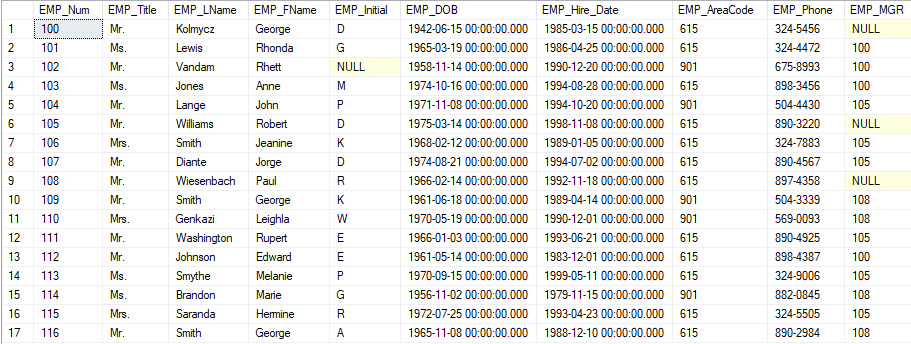 EMP_Num EMP_Title EMP_LName EMP_FName EMP_Initial EMP_DOB EMP_Hire_Date EMP_AreaCode EMP_Phone EMP_MGR
1 100 Mr. Kolmycz George D 1942-06-15 00:00:00.000 1985-03-15 00:00:00.000 615 324-5456 NULL
2 101 Ms. Lewis Rhonda G 1965-03-19 00:00:00.000 1986-04-25 00:00:00.000 615 324-4472 100
3 102 Mr. Vandam Rhett NULL 1958-11-14 00:00:00.000 1990-12-20 00:00:00.000 901 675-8993 100
4 103 Ms. Jones Anne M 1974-10-16 00:00:00.000 1994-08-28 00:00:00.000 615 898-3456 100
5 104 Mr. Lange John P 1971-11-08 00:00:00.000 1994-10-20 00:00:00.000 901 504-4430 105
6 105 Mr. Williams Robert D 1975-03-14 00:00:00.000 1998-11-08 00:00:00.000 615 890-3220 NULL
7 106 Mrs. Smith Jeanine K 1968-02-12 00:00:00.000 1989-01-05 00:00:00.000 615 324-7883 105
8 107 Mr. Diante Jorge D 1974-08-21 00:00:00.000 1994-07-02 00:00:00.000 615 890-4567 105
9 108 Mr. Wiesenbach Paul R 1966-02-14 00:00:00.000 1992-11-18 00:00:00.000 615 897-4358 NULL
10 109 Mr. Smith George K 1961-06-18 00:00:00.000 1989-04-14 00:00:00.000 901 504-3339 108
11 110 Mrs. Genkazi Leighla W 1970-05-19 00:00:00.000 1990-12-01 00:00:00.000 901 569-0093 108
12 111 Mr. Washington Rupert E 1966-01-03 00:00:00.000 1993-06-21 00:00:00.000 615 890-4925 105
13 112 Mr. Johnson Edward E 1961-05-14 00:00:00.000 1983-12-01 00:00:00.000 615 898-4387 100
14 113 Ms. Smythe Melanie P 1970-09-15 00:00:00.000 1999-05-11 00:00:00.000 615 324-9006 105
15 114 Ms. Brandon Marie G 1956-11-02 00:00:00.000 1979-11-15 00:00:00.000 901 882-0845 108
16 115 Mrs. Saranda Hermine R 1972-07-25 00:00:00.000 1993-04-23 00:00:00.000 615 324-5505 105
17 116 Mr. Smith George A 1965-11-08 00:00:00.000 1988-12-10 00:00:00.000 615 890-2984 108